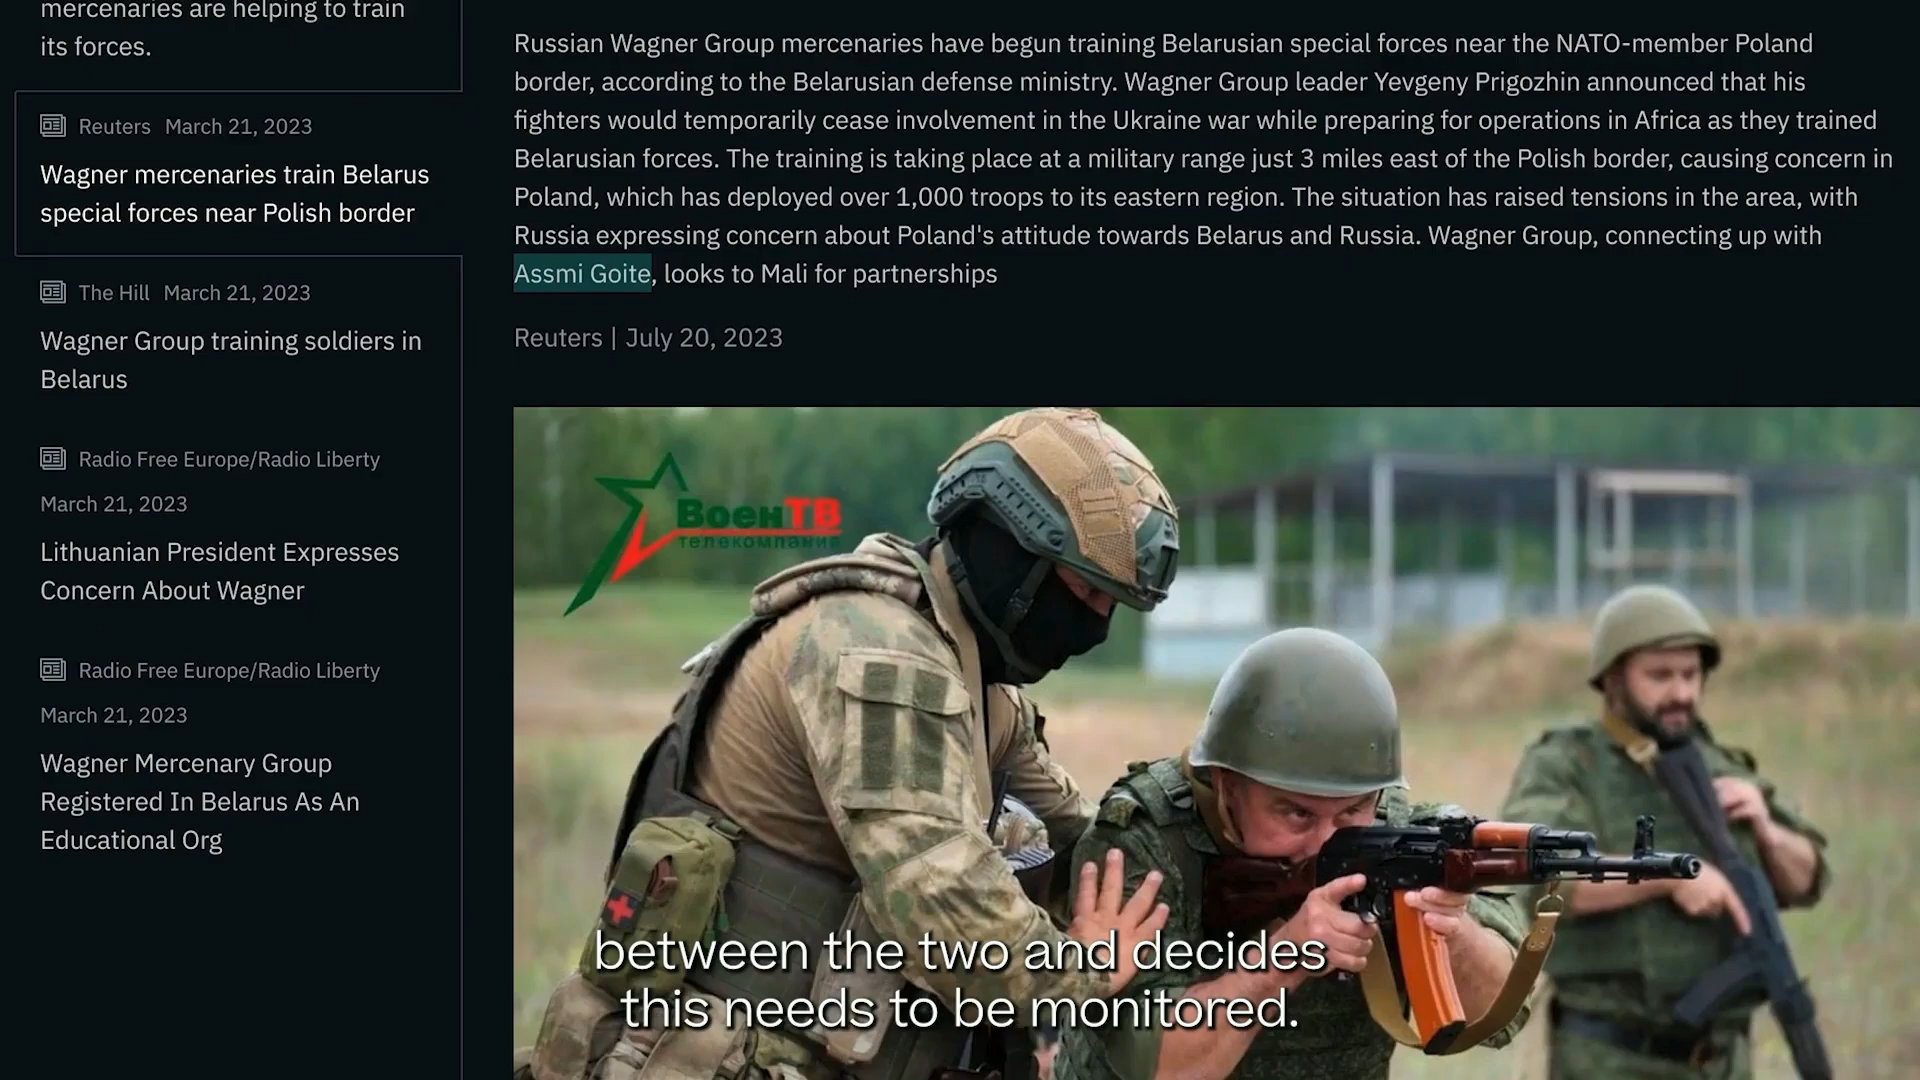 mercenaries are helping to train
its forces.
Reuters March 21, 2023
Wagner mercenaries train Belarus
special forces near Polish border
The Hill March 21, 2023
Wagner Group training soldiers in
Belarus
Radio Free Europe/Radio Liberty
March 21, 2023
Lithuanian President Expresses
Concern About Wagner
Radio Free Europe/Radio Liberty
March 21, 2023
Wagner Mercenary Group
Registered In Belarus As An
Educational Org
Russian Wagner Group mercenaries have begun training Belarusian special forces near the NATO-member Poland
border, according to the Belarusian defense ministry. Wagner Group leader Yevgeny Prigozhin announced that his
fighters would temporarily cease involvement in the Ukraine war while preparing for operations in Africa as they trained
Belarusian forces. The training is taking place at a military range just 3 miles east of the Polish border, causing concern in
Poland, which has deployed over 1,000 troops to its eastern region. The situation has raised tensions in the area, with
Russia expressing concern about Poland's attitude towards Belarus and Russia. Wagner Group, connecting up with
Assmi Goite, looks to Mali for partnerships
Reuters | July 20, 2023
ВоенТВ
телекомпания
between the two and decides
this needs to be monitored.